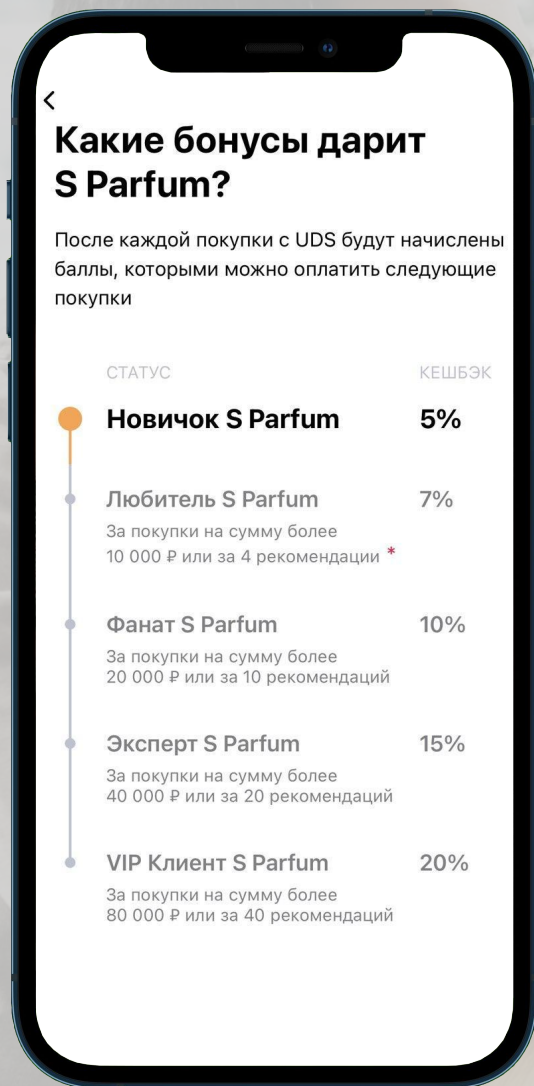 Какие бонусы дарит
S Parfum?
После каждой покупки с UDS будут начислены
баллы, которыми можно оплатить следующие
покупки
СТАТУС КЕШБЭК
Новичок S Parfum 5%
Любитель S Parfum 7%
За покупки на сумму более
10 000 ₽ или за 4 рекомендации *
Фанат S Parfum 10%
За покупки на сумму более
20 000 ₽ или за 10 рекомендаций
Эксперт S Parfum 15%
За покупки на сумму более
40 000 ₽ или за 20 рекомендаций
VIP Клиент S Parfum 20%
За покупки на сумму более
80 000 ₽ или за 40 рекомендаций